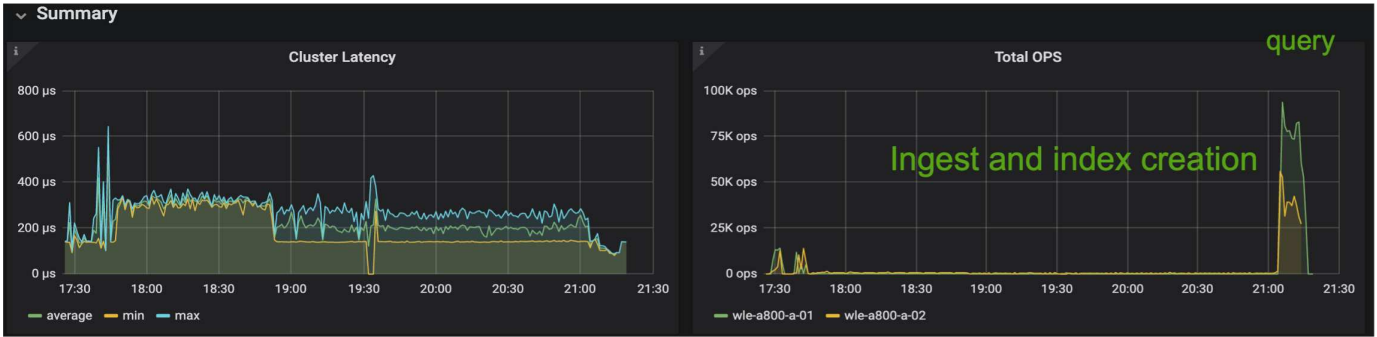 Summary
Cluster Latency
800 µs
600 µs
400 µs
200 µs
0 µs
17:30 18:00 18:30 19:00 19:30 20:00 20:30 21:00 21:30
average min max
query
Total OPS
100K ops
75K ops
Ingest and index creation
50K ops
25K ops
0 ops
17:30 18:00 18:30 19:00 19:30 20:00 20:30 21:00 21:30
wle-a800-a-01 wle-a800-a-02